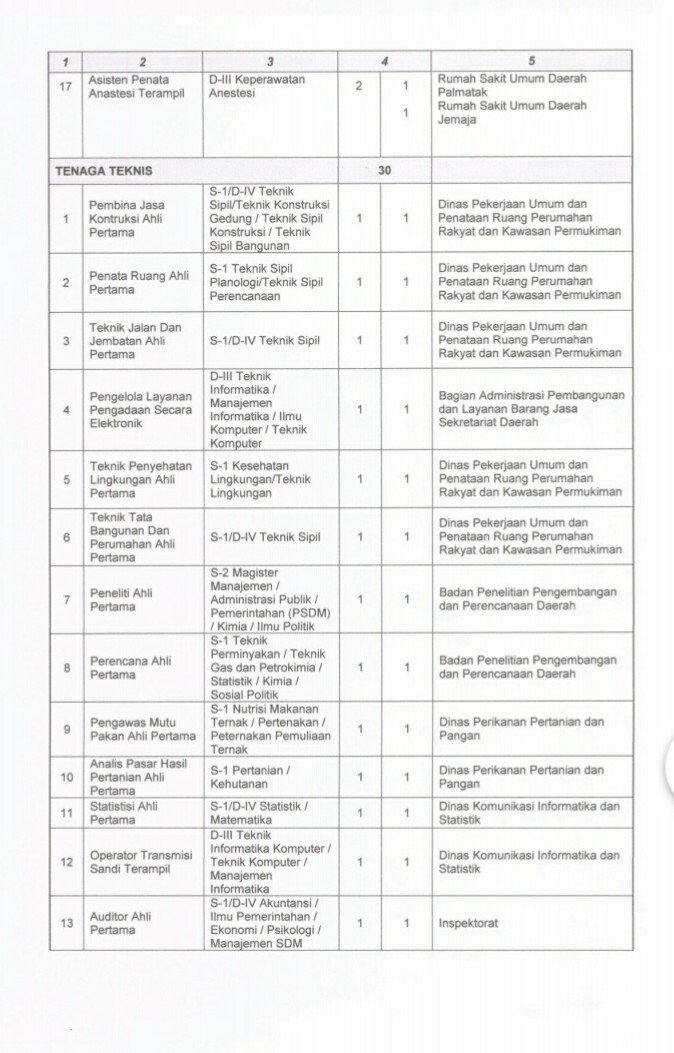 1 2 3 4 5
17 Asisten Penata D-III Keperawatan 2 1 Rumah Sakit Umum Daerah
Anastesi Terampil Anestesi Palmatak
1 Rumah Sakit Umum Daerah
Jemaja
TENAGA TEKNIS 30
1
Pembina Jasa
Kontruksi Ahli
Pertama
S-1/D-IV Teknik
Sipil/Teknik Konstruksi
Gedung / Teknik Sipil
Konstruksi / Teknik
Sipil Bangunan
1 1
Dinas Pekerjaan Umum dan
Penataan Ruang Perumahan
Rakyat dan Kawasan Permukiman
2
Penata Ruang Ahli
Pertama
S-1 Teknik Sipil
Planologi/Teknik Sipil
Perencanaan
1 1
Dinas Pekerjaan Umum dan
Penataan Ruang Perumahan
Rakyat dan Kawasan Permukiman
3
Teknik Jalan Dan
Jembatan Ahli
Pertama
S-1/D-IV Teknik Sipil
1 1
Dinas Pekerjaan Umum dan
Penataan Ruang Perumahan
Rakyat dan Kawasan Permukiman
4
Pengelola Layanan
Pengadaan Secara
Elektronik
D-III Teknik
Informatika /
Manajemen
Informatika / Ilmu
Komputer / Teknik
Komputer
1 1
Bagian Administrasi Pembangunan
dan Layanan Barang Jasa
Sekretariat Daerah
5
Teknik Penyehatan
Lingkungan Ahli
Pertama
S-1 Kesehatan
Lingkungan/Teknik
Lingkungan
1 1
Dinas Pekerjaan Umum dan
Penataan Ruang Perumahan
Rakyat dan Kawasan Permukiman
6
Teknik Tata
Bangunan Dan
Perumahan Ahli
Pertama
S-1/D-IV Teknik Sipil
1 1
Dinas Pekerjaan Umum dan
Penataan Ruang Perumahan
Rakyat dan Kawasan Permukiman
7
Peneliti Ahli
Pertama
S-2 Magister
Manajemen /
Administrasi Publik /
Pemerintahan (PSDM)
/ Kimia / Ilmu Politik
1 1
Badan Penelitian Pengembangan
dan Perencanaan Daerah
8
Perencana Ahli
Pertama
S-1 Teknik
Perminyakan / Teknik
Gas dan Petrokimia /
Statistik / Kimia /
Sosial Politik
1 1
Badan Penelitian Pengembangan
dan Perencanaan Daerah
9
Pengawas Mutu
Pakan Ahli Pertama
S-1 Nutrisi Makanan
Ternak / Pertenakan /
Peternakan Pemuliaan
Ternak
1 1
Dinas Perikanan Pertanian dan
Pangan
10
Analis Pasar Hasil
Pertanian Ahli
Pertama
S-1 Pertanian /
Kehutanan
1 1
Dinas Perikanan Pertanian dan
Pangan
11
Statistisi Ahli
Pertama
S-1/D-IV Statistik /
Matematika
1 1
Dinas Komunikasi Informatika dan
Statistik
12
Operator Transmisi
Sandi Terampil
D-III Teknik
Informatika Komputer /
Teknik Komputer /
Manajemen
Informatika
1 1
Dinas Komunikasi Informatika dan
Statistik
13
Auditor Ahli
Pertama
S-1/D-IV Akuntansi /
Ilmu Pemerintahan /
Ekonomi / Psikologi /
Manajemen SDM
1 1
Inspektorat